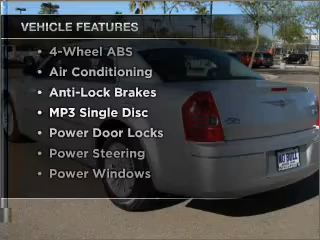 VEHICLE FEATURES
• 4-Wheel ABS
• Air Conditioning
• Anti-Lock Brakes
• MP3 Single Disc
• Power Door Locks
• Power Steering
• Power Windows